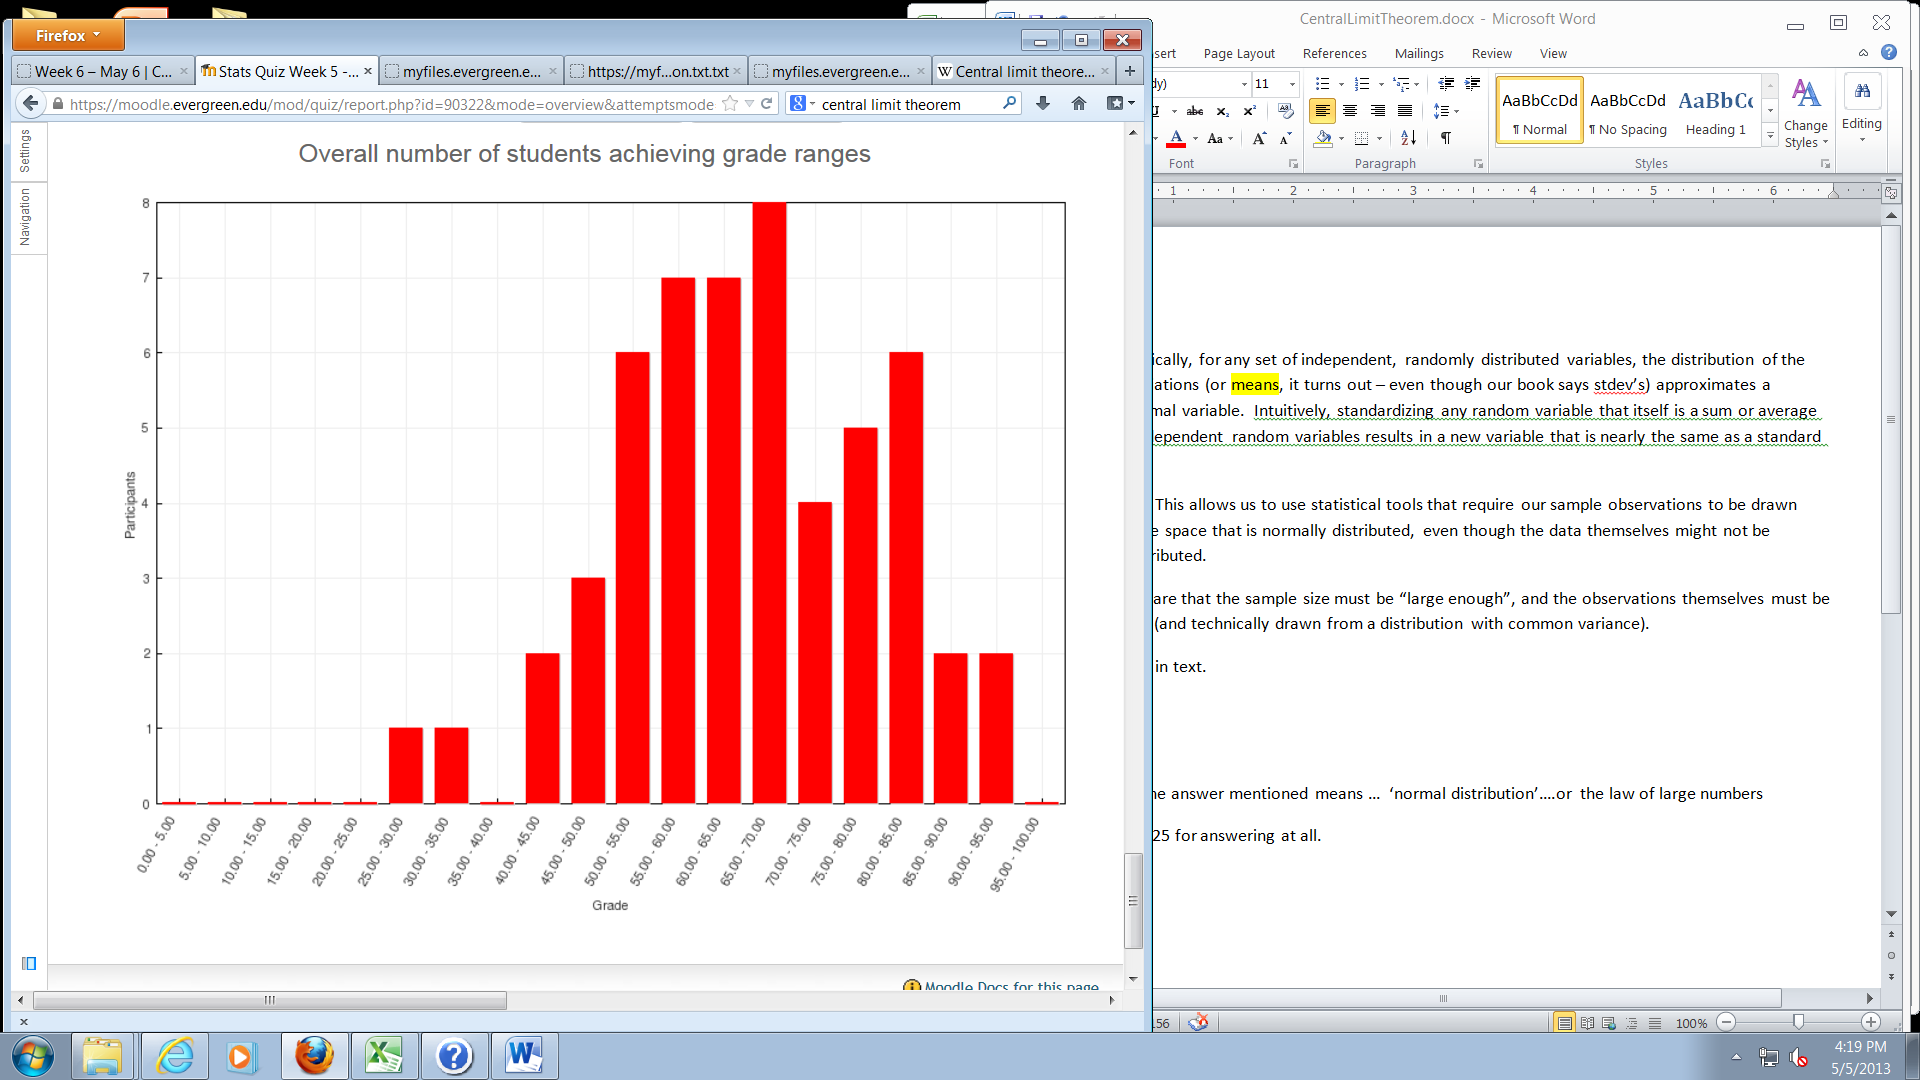 Firefox
Week 6 – May 6 | C...
Stats Quiz Week 5 -...
myfiles.evergreen.e...
https://myf...on.txt.txt
myfiles.evergreen.e...
Central limit theore...
https://moodle.evergreen.edu/mod/quiz/report.php?id=90322&mode=overview&attemptsmode
central limit theorem
Settings
Navigation
Overall number of students achieving grade ranges
8
7
6
5
4
3
2
1
0
Participants
0.00 - 5.00
5.00 - 10.00
10.00 - 15.00
15.00 - 20.00
20.00 - 25.00
25.00 - 30.00
30.00 - 35.00
35.00 - 40.00
40.00 - 45.00
45.00 - 50.00
50.00 - 55.00
55.00 - 60.00
60.00 - 65.00
65.00 - 70.00
70.00 - 75.00
75.00 - 80.00
80.00 - 85.00
85.00 - 90.00
90.00 - 95.00
95.00 - 100.00
Grade
Moodle Docs for this page
CentralLimitTheorem.docx - Microsoft Word
sert Page Layout References Mailings Review View
dy) 11
AaBbCcDd AaBbCcDd AaBbCc
¶ Normal ¶ No Spacing Heading 1
Change Styles
Editing
Font Paragraph Styles
1 2 3 4 5 6
ically, for any set of independent, randomly distributed variables, the distribution of the
ations (or means, it turns out – even though our book says stdev's) approximates a
mal variable. Intuitively, standardizing any random variable that itself is a sum or average
dependent random variables results in a new variable that is nearly the same as a standard
This allows us to use statistical tools that require our sample observations to be drawn
e space that is normally distributed, even though the data themselves might not be
ributed.
are that the sample size must be “large enough”, and the observations themselves must be
(and technically drawn from a distribution with common variance).
in text.
he answer mentioned means ... ‘normal distribution’....or the law of large numbers
25 for answering at all.
156
100%
4:19 PM
5/5/2013